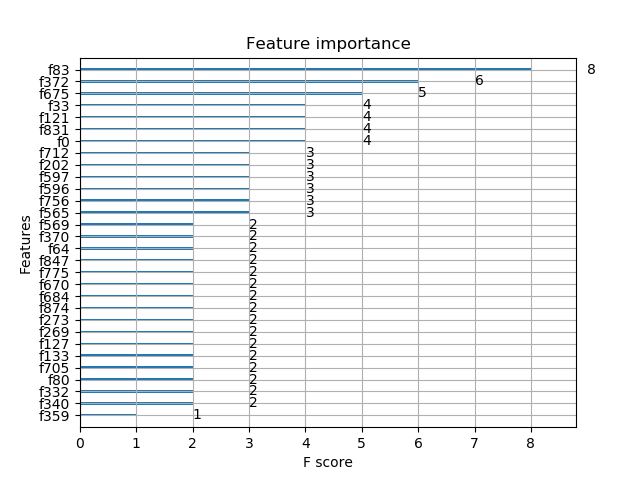 Feature importance
f83 8
f372 6
f675 5
f33 4
f121 4
f831 4
f0 4
f712 3
f202 3
f597 3
f596 3
f756 3
f565 3
f569 2
f370 2
f64 2
f847 2
f775 2
f670 2
f684 2
f874 2
f273 2
f269 2
f127 2
f133 2
f705 2
f80 2
f332 2
f340 2
f359 1
Features
0 1 2 3 4 5 6 7 8
F score